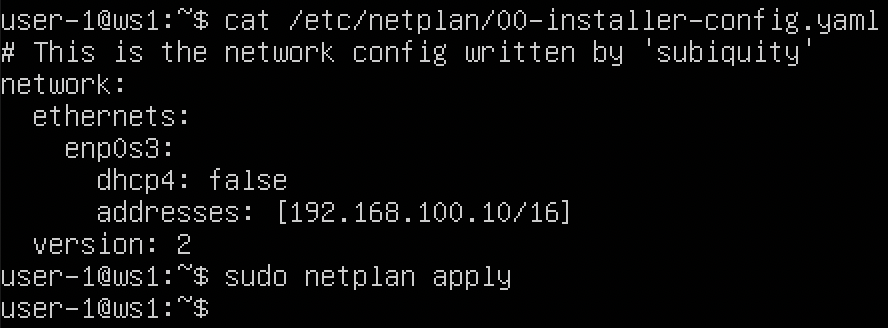 user-1@ws1:~$ cat /etc/netplan/00-installer-config.yaml
# This is the network config written by 'subiquity'
network:
  ethernets:
    enp0s3:
      dhcp4: false
      addresses: [192.168.100.10/16]
  version: 2
user-1@ws1:~$ sudo netplan apply
user-1@ws1:~$